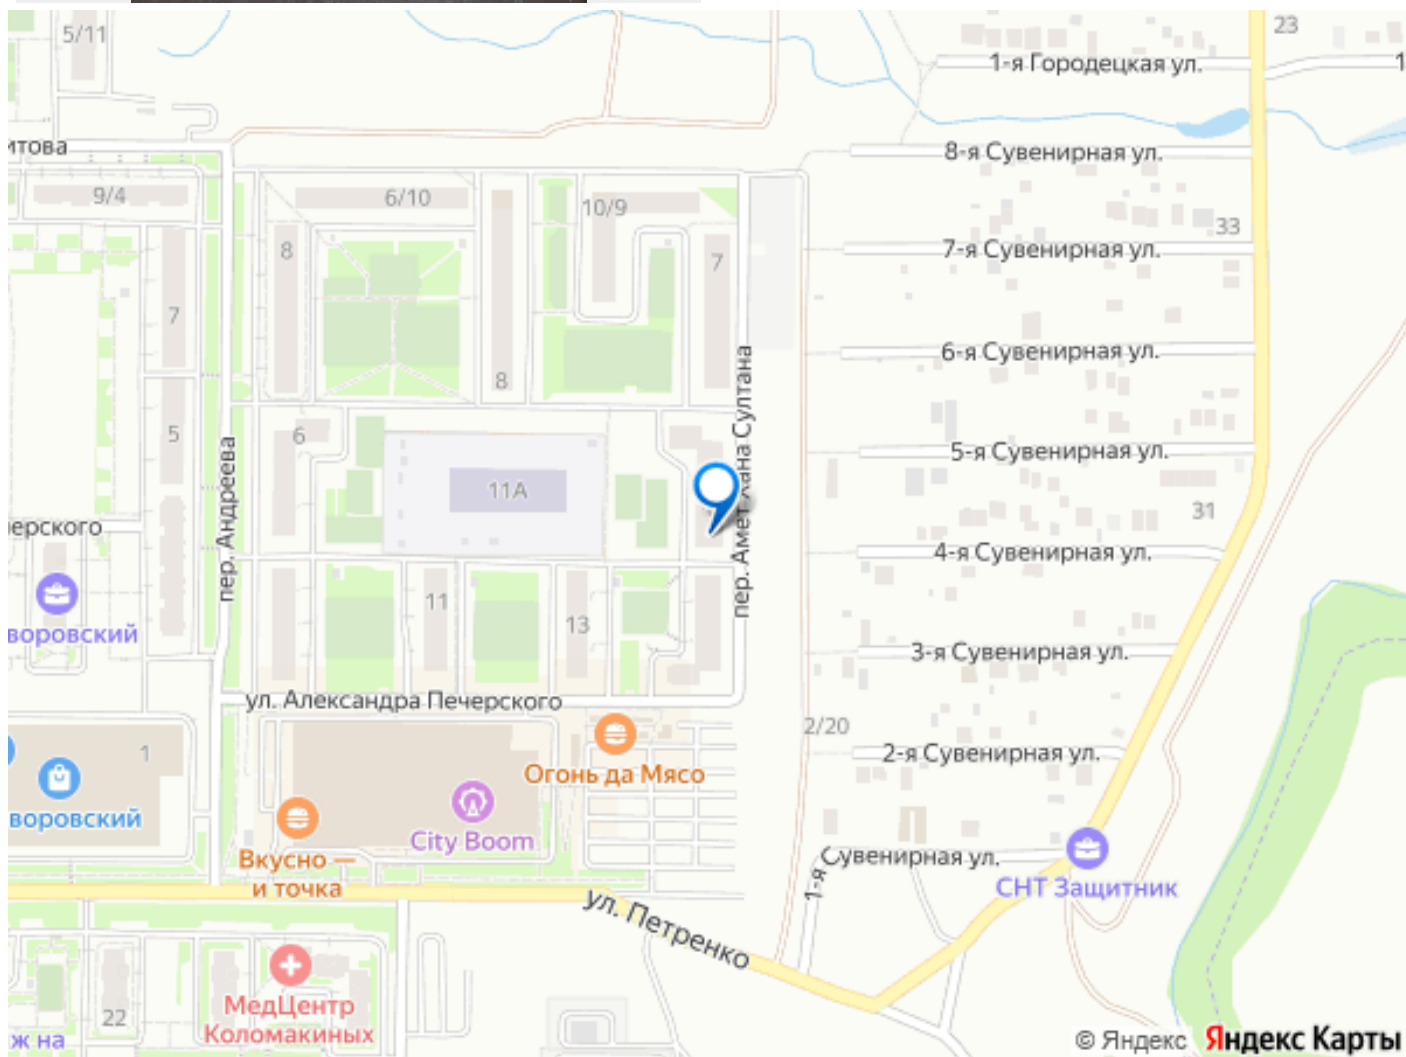 5/11
23
1-я Городецкая ул.
1
итова
8-я Сувенирная ул.
9/4
6/10
10/9
33
8
7
7-я Сувенирная ул.
7
6-я Сувенирная ул.
8
5
6
пер. Андреева
пер. Амет-Хана Султана
5-я Сувенирная ул.
11А
31
ерского
4-я Сувенирная ул.
11
13
воровский
3-я Сувенирная ул.
ул. Александра Печерского
2/20
1
Огонь да Мясо
2-я Сувенирная ул.
воровский
City Boom
Вкусно —
и точка
1-я Сувенирная ул.
СНТ Защитник
ул. Петренко
МедЦентр
Коломакиных
22
ж на
© Яндекс Яндекс Карты